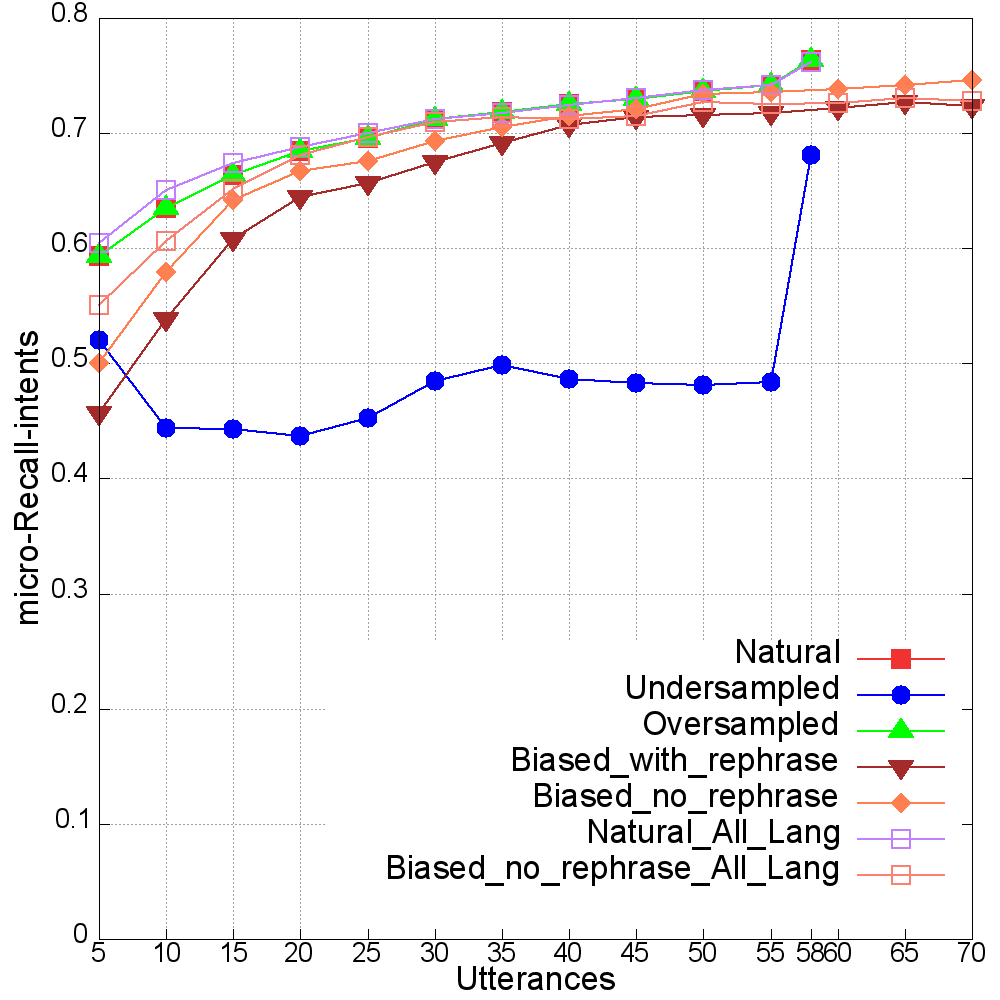 0.8
0.7
0.6
0.5
0.4
0.3
0.2
0.1
0
micro-Recall-intents
Natural
Undersampled
Oversampled
Biased_with_rephrase
Biased_no_rephrase
Natural_All_Lang
Biased_no_rephrase_All_Lang
5 10 15 20 25 30 35 40 45 50 55 58 60 65 70
Utterances